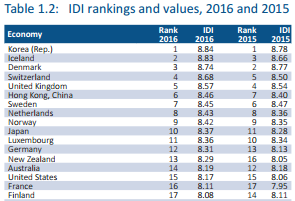 Table 1.2: IDI rankings and values, 2016 and 2015
Economy Rank 2016 IDI 2016 Rank 2015 IDI 2015
Korea (Rep.) 1 8.84 1 8.78
Iceland 2 8.83 3 8.66
Denmark 3 8.74 2 8.77
Switzerland 4 8.68 5 8.50
United Kingdom 5 8.57 4 8.54
Hong Kong, China 6 8.46 7 8.40
Sweden 7 8.45 6 8.47
Netherlands 8 8.43 8 8.36
Norway 9 8.42 9 8.35
Japan 10 8.37 11 8.28
Luxembourg 11 8.36 10 8.34
Germany 12 8.31 13 8.13
New Zealand 13 8.29 16 8.05
Australia 14 8.19 12 8.18
United States 15 8.17 15 8.06
France 16 8.11 17 7.95
Finland 17 8.08 14 8.11